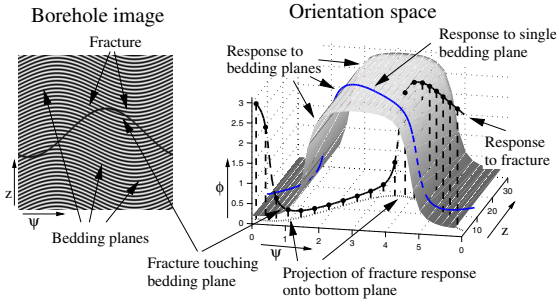 Borehole image
Orientation space
Fracture
Response to
bedding planes
Response to single
bedding plane
Response
to fracture
z
ψ
Bedding planes
Fracture touching
bedding plane
Projection of fracture response
onto bottom plane
ϕ
3
2.5
2
1.5
1
0.5
0
0
1
2
3
4
5
6
ψ
0
10
20
30
z